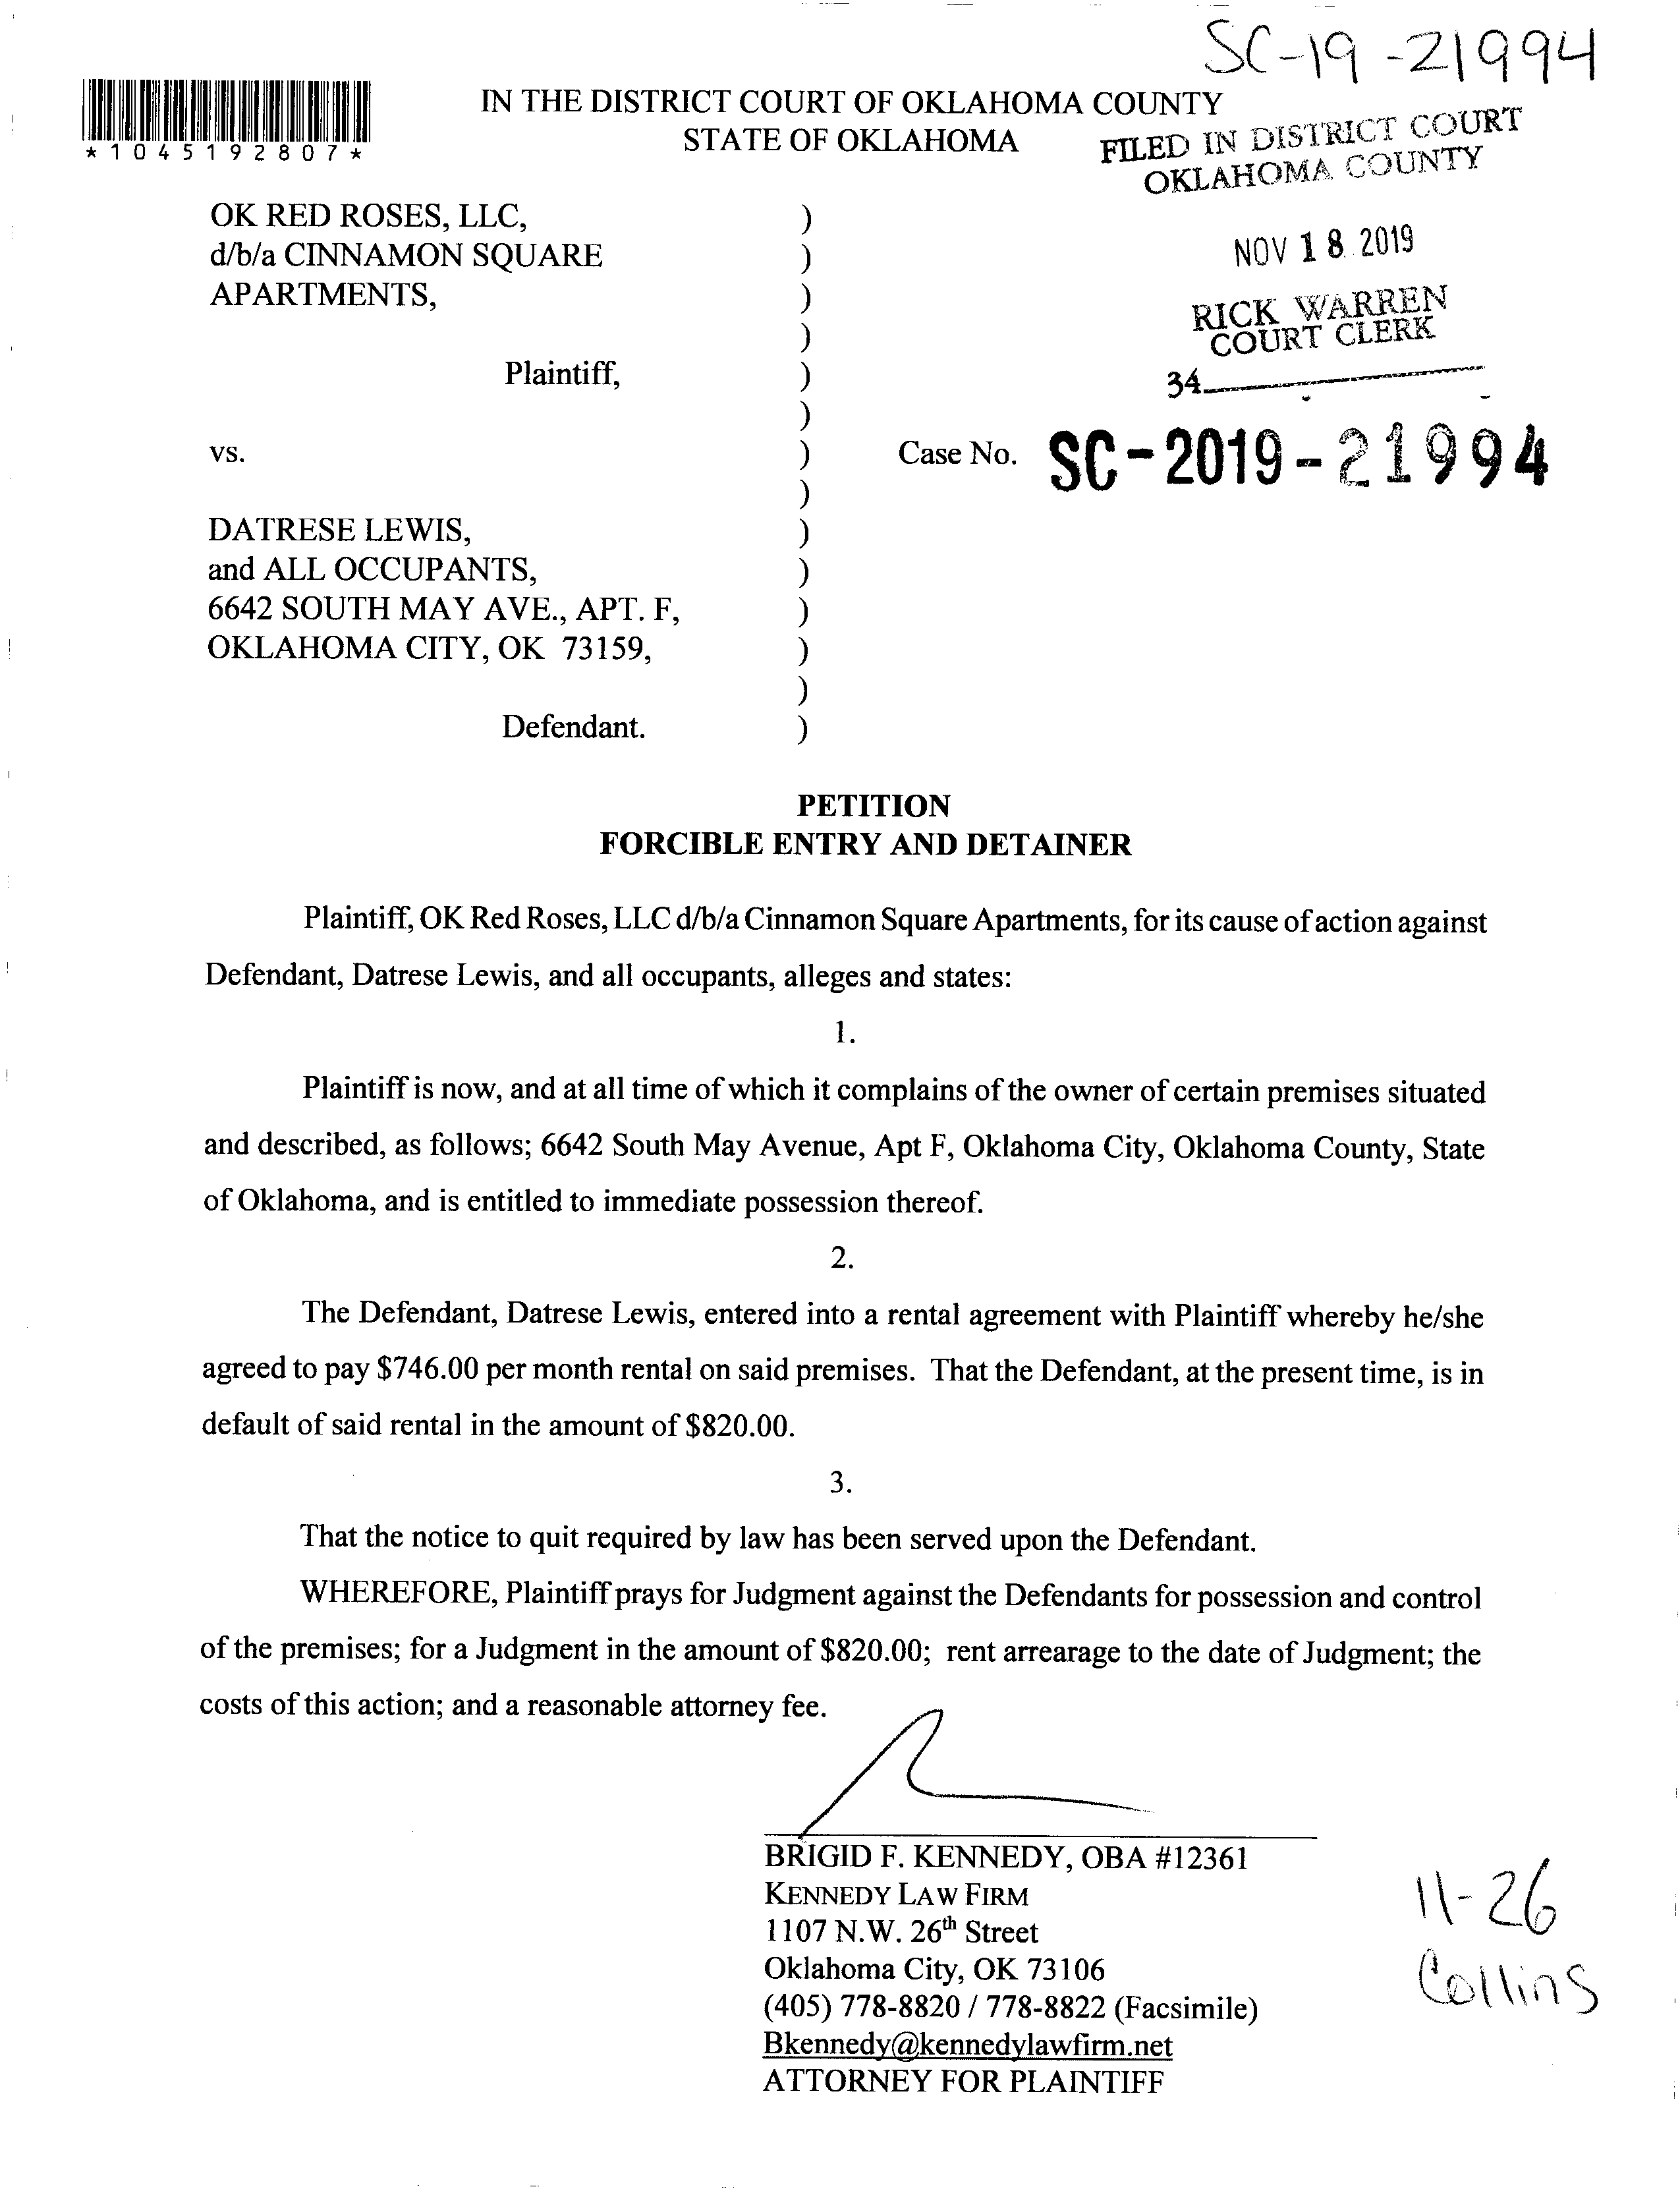 SC-19-21994
*1045192807*
IN THE DISTRICT COURT OF OKLAHOMA COUNTY
STATE OF OKLAHOMA
FILED IN DISTRICT COURT
OKLAHOMA COUNTY
NOV 18 2019
RICK WARREN
COURT CLERK
34
OK RED ROSES, LLC, )
d/b/a CINNAMON SQUARE )
APARTMENTS, )
)
Plaintiff, )
)
vs. ) Case No. SC-2019-21994
)
DATRESE LEWIS, )
and ALL OCCUPANTS, )
6642 SOUTH MAY AVE., APT. F, )
OKLAHOMA CITY, OK 73159, )
)
Defendant. )
PETITION
FORCIBLE ENTRY AND DETAINER
Plaintiff, OK Red Roses, LLC d/b/a Cinnamon Square Apartments, for its cause of action against
Defendant, Datrese Lewis, and all occupants, alleges and states:
1.
Plaintiff is now, and at all time of which it complains of the owner of certain premises situated
and described, as follows; 6642 South May Avenue, Apt F, Oklahoma City, Oklahoma County, State
of Oklahoma, and is entitled to immediate possession thereof.
2.
The Defendant, Datrese Lewis, entered into a rental agreement with Plaintiff whereby he/she
agreed to pay $746.00 per month rental on said premises. That the Defendant, at the present time, is in
default of said rental in the amount of $820.00.
3.
That the notice to quit required by law has been served upon the Defendant.
WHEREFORE, Plaintiff prays for Judgment against the Defendants for possession and control
of the premises; for a Judgment in the amount of $820.00; rent arrearage to the date of Judgment; the
costs of this action; and a reasonable attorney fee.
BRIGID F. KENNEDY, OBA #12361
KENNEDY LAW FIRM
1107 N.W. 26th Street
Oklahoma City, OK 73106
(405) 778-8820 / 778-8822 (Facsimile)
Bkennedy@kennedylawfirm.net
ATTORNEY FOR PLAINTIFF
11-26
Collins